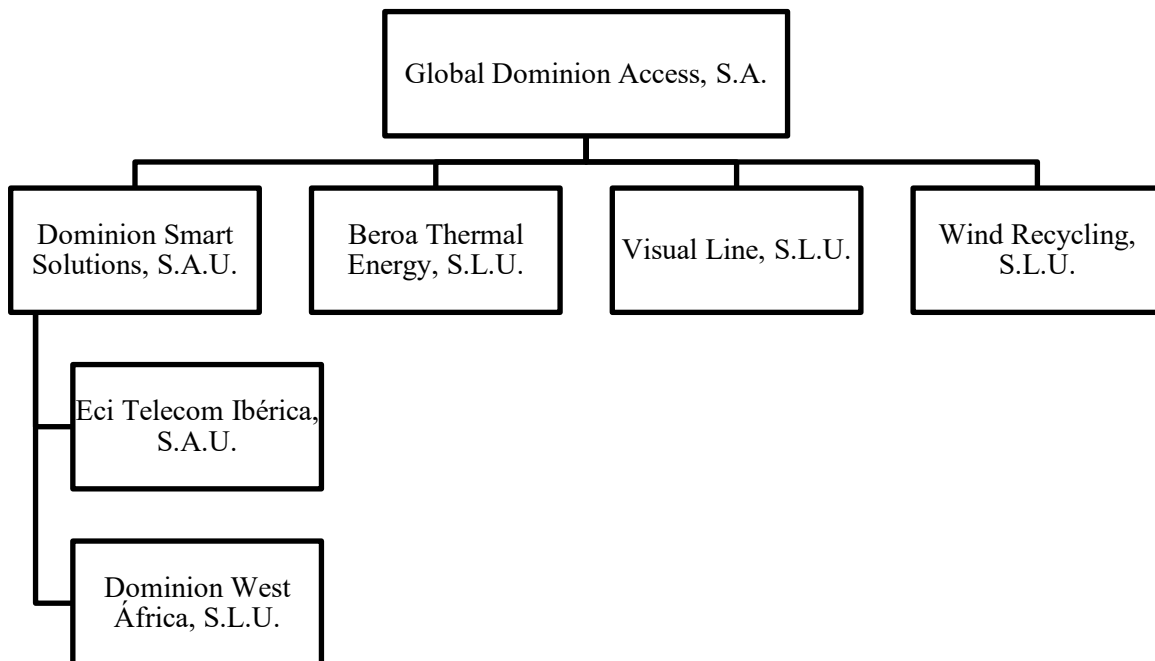 Global Dominion Access, S.A.
Dominion Smart
Solutions, S.A.U.
Beroa Thermal
Energy, S.L.U.
Visual Line, S.L.U.
Wind Recycling,
S.L.U.
Eci Telecom Ibérica,
S.A.U.
Dominion West
África, S.L.U.